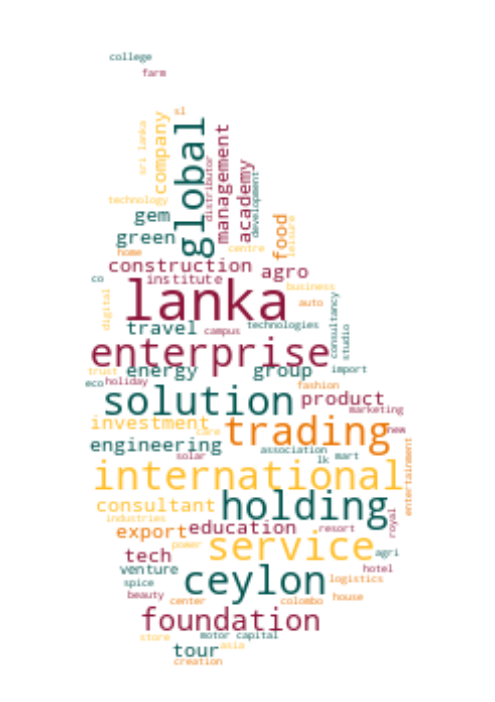 college
farm
sl
sri lanka
company
global
distributor
management
academy
development
technology
gem
green
food
leisure
home
centre
construction
agro
co
institute
business
digital
lanka
auto
travel
campus
technologies
consultancy
studio
enterprise
trust
energy
group
import
eco
holiday
fashion
solution
product
marketing
investment
care
trading
new
engineering
association
solar
lk
mart
entertainment
international
consultant
holding
industries
export
education
resort
royal
tech
power
service
agri
venture
hotel
spice
ceylon
logistics
beauty
center
colombo
house
foundation
store
motor
capital
tour
asia
creation